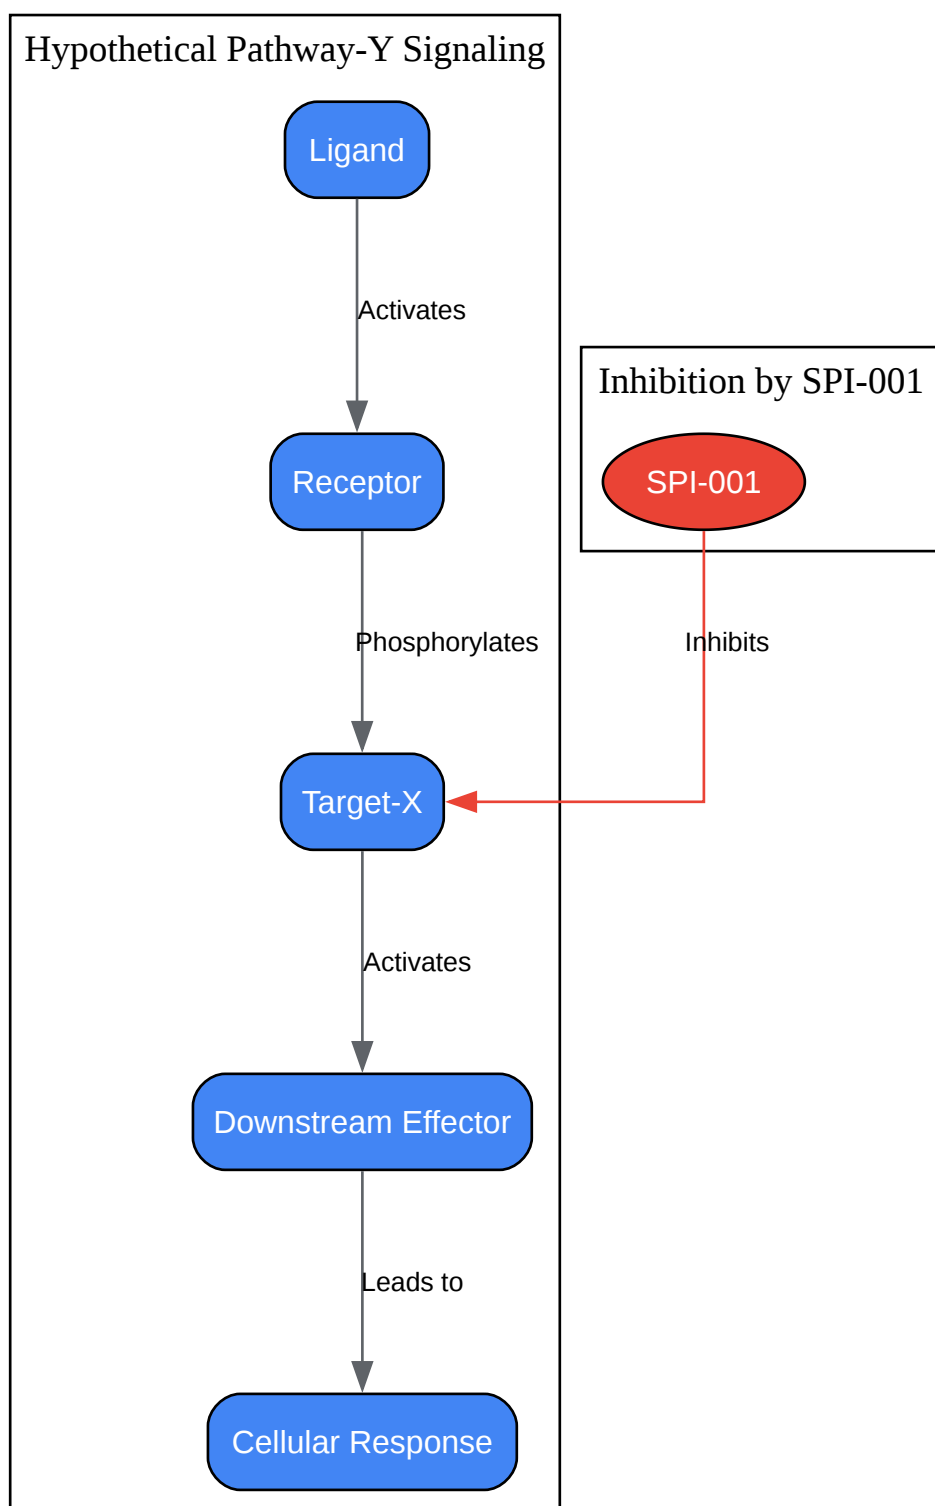 Hypothetical Pathway-Y Signaling
Ligand
Activates
Inhibition by SPI-001
Receptor
SPI-001
Phosphorylates
Inhibits
Target-X
Activates
Downstream Effector
Leads to
Cellular Response